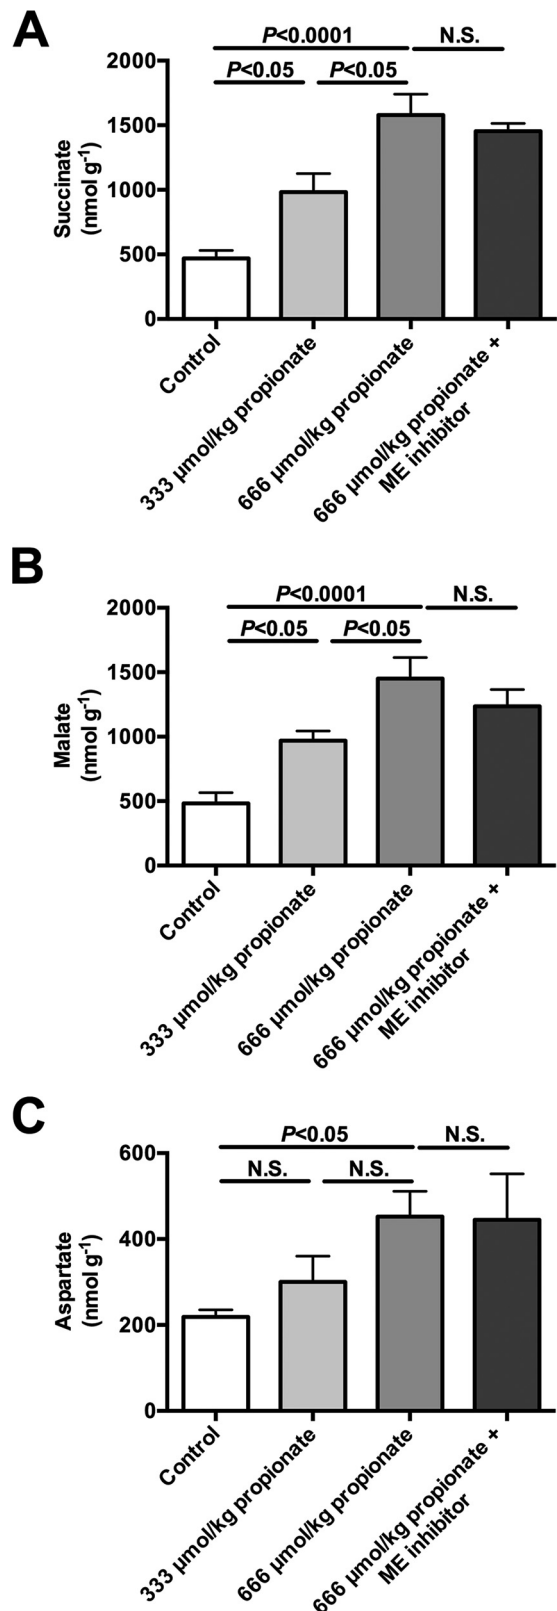 A
P<0.0001
N.S.
P<0.05
P<0.05
Succinate
(nmol g-1)
2000
1500
1000
500
0
Control
333 µmol/kg propionate
666 µmol/kg propionate
666 µmol/kg propionate +
ME inhibitor
B
P<0.0001
N.S.
P<0.05
P<0.05
Malate
(nmol g-1)
2000
1500
1000
500
0
Control
333 µmol/kg propionate
666 µmol/kg propionate
666 µmol/kg propionate +
ME inhibitor
C
P<0.05
N.S.
N.S.
N.S.
Aspartate
(nmol g-1)
600
400
200
0
Control
333 µmol/kg propionate
666 µmol/kg propionate
666 µmol/kg propionate +
ME inhibitor